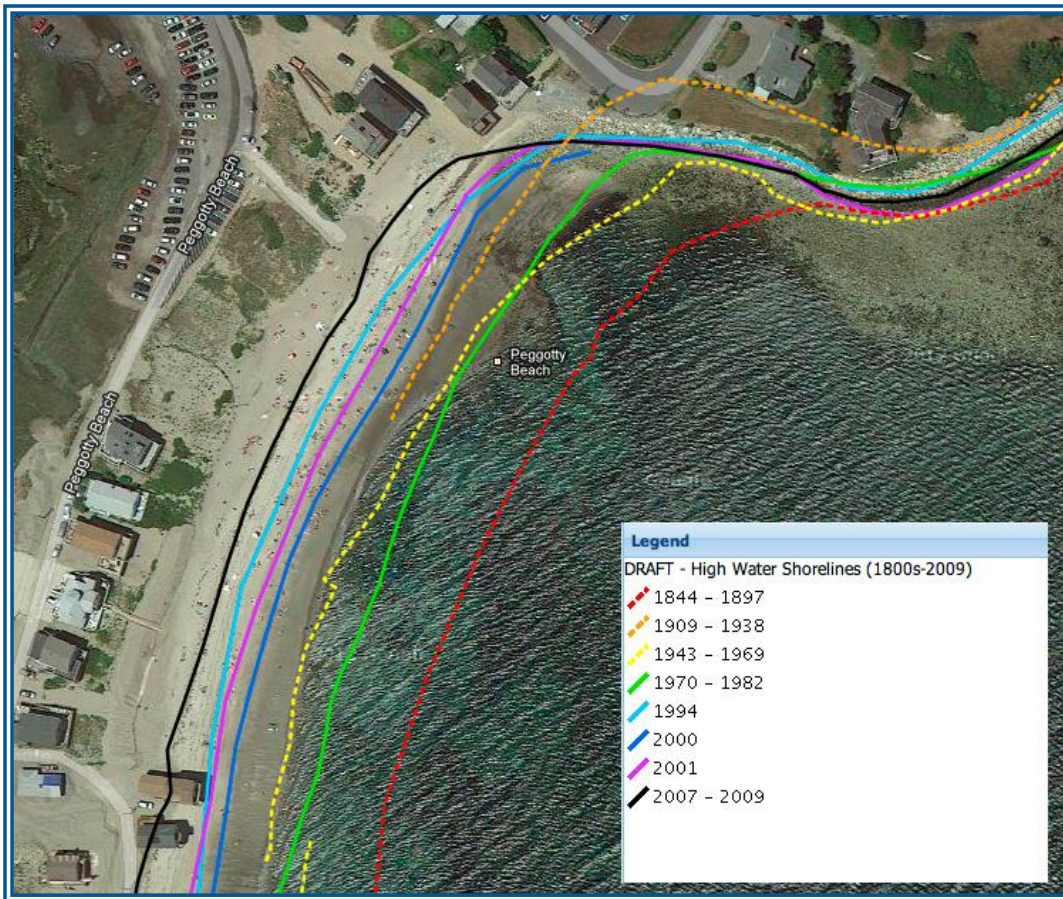 Peggotty Beach
Peggotty Beach
Peggotty
Beach
Legend
DRAFT - High Water Shorelines (1800s-2009)
1844 - 1897
1909 - 1938
1943 - 1969
1970 - 1982
1994
2000
2001
2007 - 2009